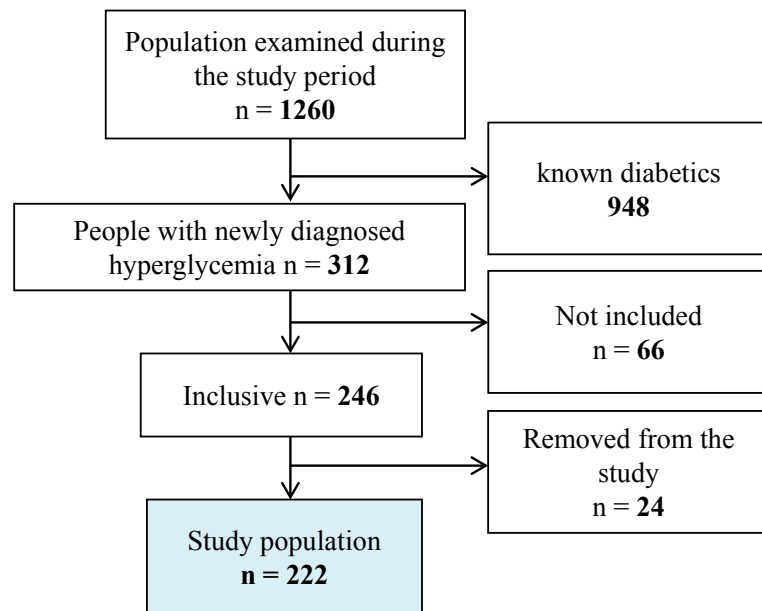 Population examined during
the study period
n = 1260
known diabetics
948
People with newly diagnosed
hyperglycemia n = 312
Not included
n = 66
Inclusive n = 246
Removed from the
study
n = 24
Study population
n = 222